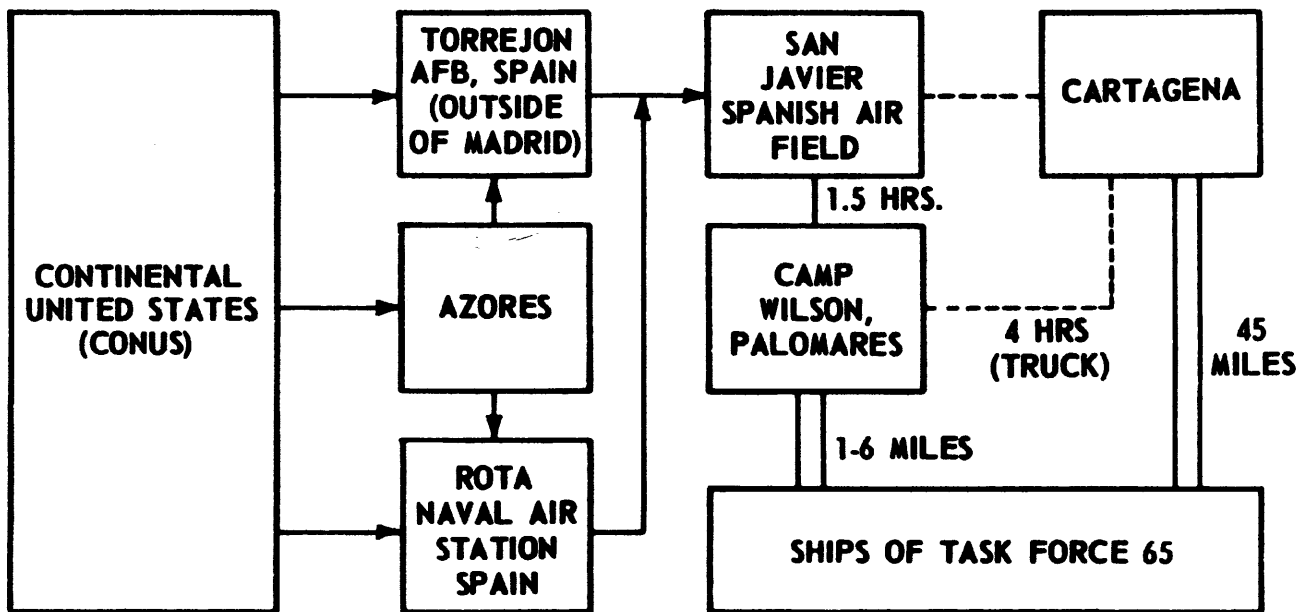 CONTINENTAL
UNITED STATES
(CONUS)
TORREJON
AFB, SPAIN
(OUTSIDE
OF MADRID)
AZORES
ROTA
NAVAL AIR
STATION
SPAIN
SAN
JAVIER
SPANISH AIR
FIELD
1.5 HRS.
CAMP
WILSON,
PALOMARES
CARTAGENA
4 HRS
(TRUCK)
45
MILES
1-6 MILES
SHIPS OF TASK FORCE 65